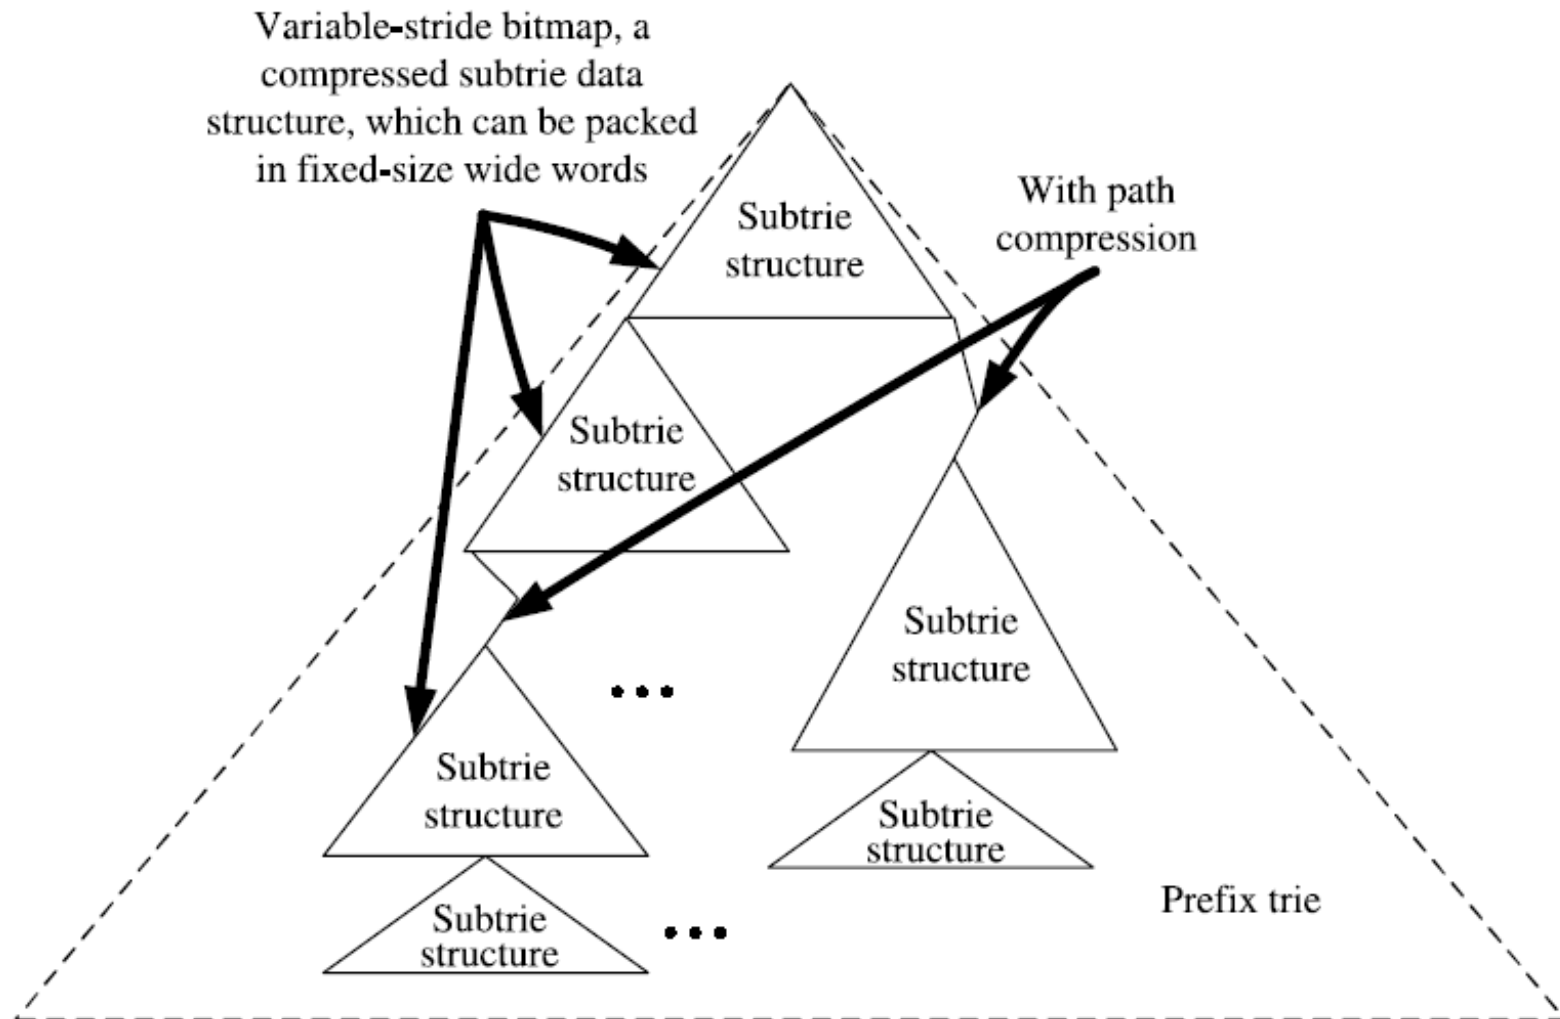 Variable-stride bitmap, a
compressed subtrie data
structure, which can be packed
in fixed-size wide words
With path
compression
Subtrie
structure
Subtrie
structure
Subtrie
structure
Subtrie
structure
Subtrie
structure
Subtrie
structure
Prefix trie